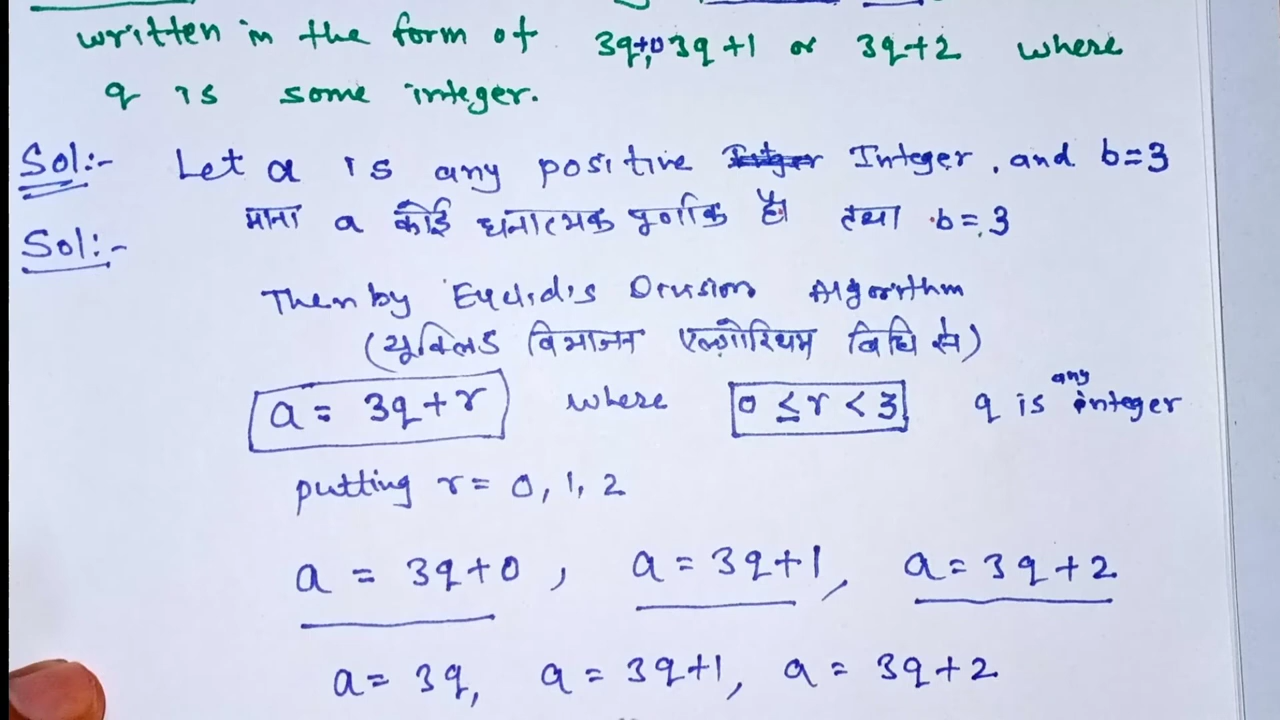 written in the form of 3q+0, 3q+1 or 3q+2 where
q is some integer.
Sol:- Let a is any positive Integer, and b=3
माना a कोई धनात्मक पूर्णांक है। तथा b=3
Sol:-
Then by Euclid's Division Algorithm
(यूक्लिड विभाजन एल्गोरिथम विधि से)
a = 3q+r where 0 ≤ r < 3, q is any integer
putting r = 0, 1, 2
a = 3q+0, a = 3q+1, a = 3q+2
a = 3q, a = 3q+1, a = 3q+2